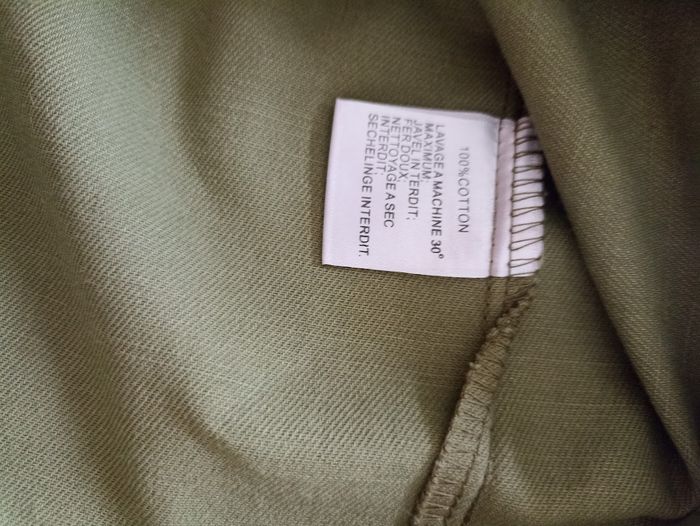 100%COTTON
LAVAGE A MACHINE 30°
MAXIMUM;
JAVEL INTERDIT;
FER DOUX;
NETTOYAGE A SEC
INTERDIT;
SECHELINGE INTERDIT.